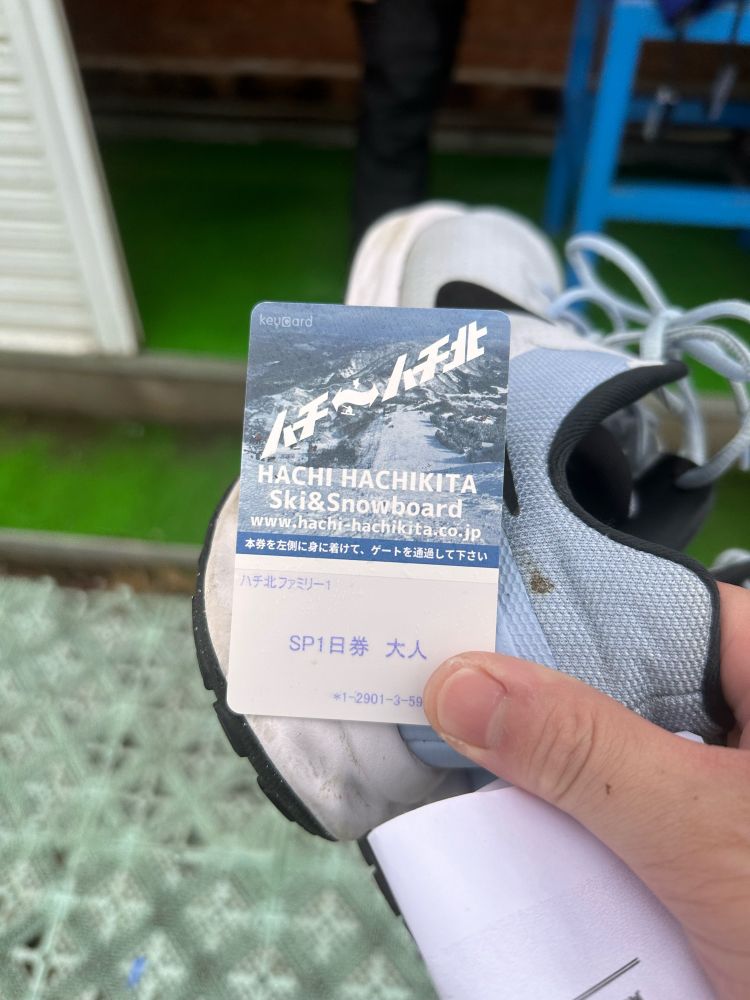 keycard
ハチ〜ハチ北
HACHI HACHIKITA
Ski&Snowboard
www.hachi-hachikita.co.jp
本券を左側に身に着けて、ゲートを通過して下さい
ハチ北ファミリー1
SP1日券 大人
*1-2901-3-59